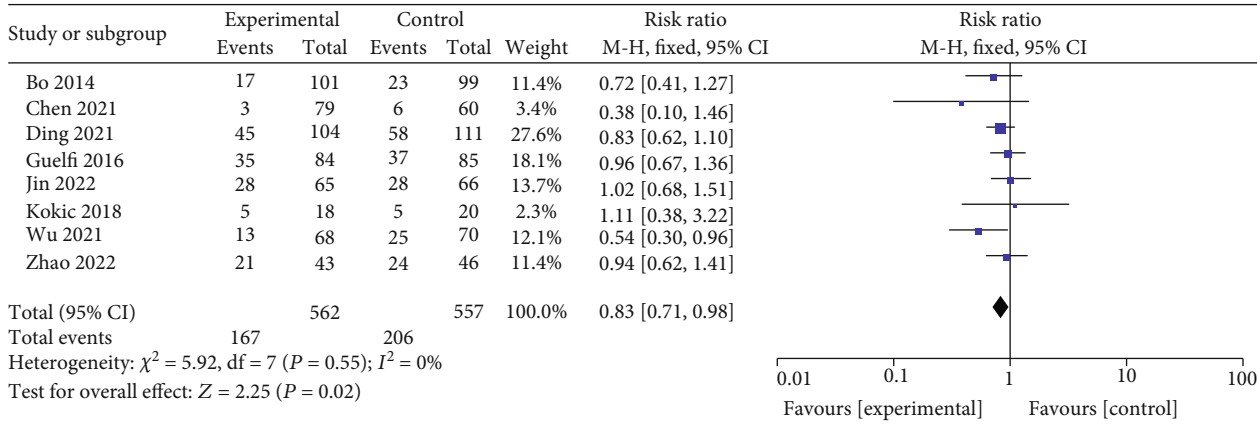 Study or subgroup Experimental Control Weight Risk ratio Risk ratio
Events Total Events Total M-H, fixed, 95% CI M-H, fixed, 95% CI
Bo 2014 17 101 23 99 11.4% 0.72 [0.41, 1.27]
Chen 2021 3 79 6 60 3.4% 0.38 [0.10, 1.46]
Ding 2021 45 104 58 111 27.6% 0.83 [0.62, 1.10]
Guelfi 2016 35 84 37 85 18.1% 0.96 [0.67, 1.36]
Jin 2022 28 65 28 66 13.7% 1.02 [0.68, 1.51]
Kokic 2018 5 18 5 20 2.3% 1.11 [0.38, 3.22]
Wu 2021 13 68 25 70 12.1% 0.54 [0.30, 0.96]
Zhao 2022 21 43 24 46 11.4% 0.94 [0.62, 1.41]
Total (95% CI) 562 557 100.0% 0.83 [0.71, 0.98]
Total events 167 206
Heterogeneity: χ² = 5.92, df = 7 (P = 0.55); I² = 0%
Test for overall effect: Z = 2.25 (P = 0.02)
0.01 0.1 1 10 100
Favours [experimental] Favours [control]